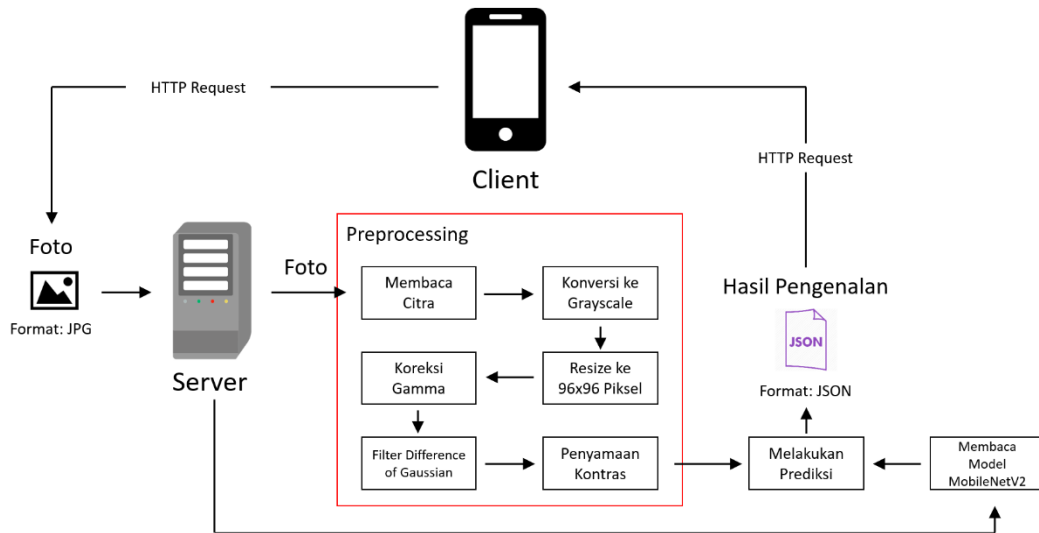 HTTP Request
Client
HTTP Request
Foto
Format: JPG
Server
Foto
Preprocessing
Membaca
Citra
Konversi ke
Grayscale
Resize ke
96x96 Piksel
Koreksi
Gamma
Filter Difference
of Gaussian
Penyamaan
Kontras
Melakukan
Prediksi
Membaca
Model
MobileNetV2
Hasil Pengenalan
JSON
Format: JSON